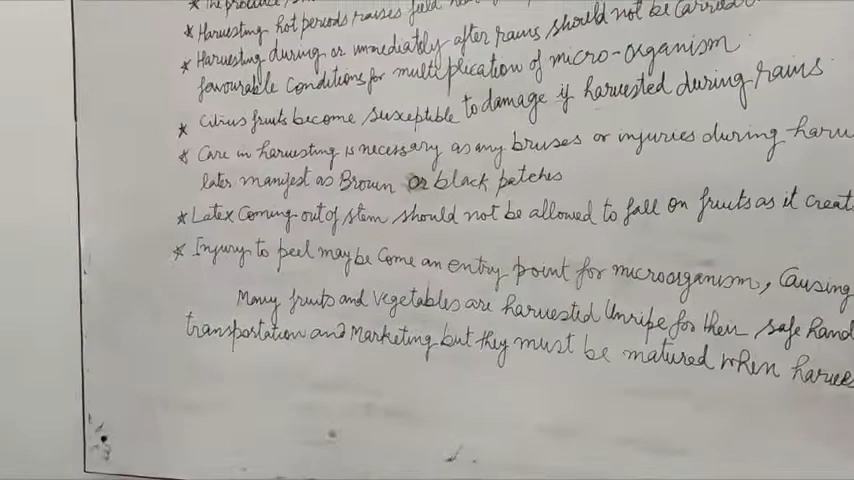 * The produce
* Harvesting hot periods raises field
* Harvesting during or immediately after rains should not be carried
favourable conditions for multiplication of micro-organism
* Citrus fruits become susceptible to damage if harvested during rains
* Care in harvesting is necessary as any bruses or injuries during harv
later manifest as Brown or black patches
* Latex Coming out of stem should not be allowed to fall on fruits as it creat
* Injury to peel may be Come an entry point for microorganism, Causing
Many fruits and vegetables are harvested Unripe for their safe hand
transportation and Marketing but they must be matured when harves